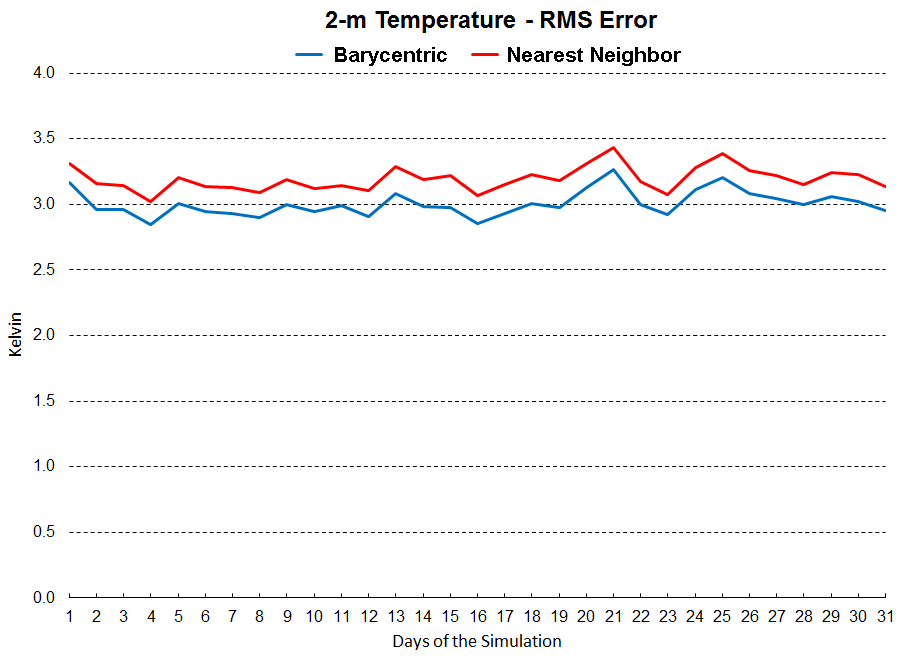 2-m Temperature - RMS Error
Barycentric Nearest Neighbor
4.0
3.5
3.0
2.5
2.0
1.5
1.0
0.5
0.0
Kelvin
1 2 3 4 5 6 7 8 9 10 11 12 13 14 15 16 17 18 19 20 21 22 23 24 25 26 27 28 29 30 31
Days of the Simulation